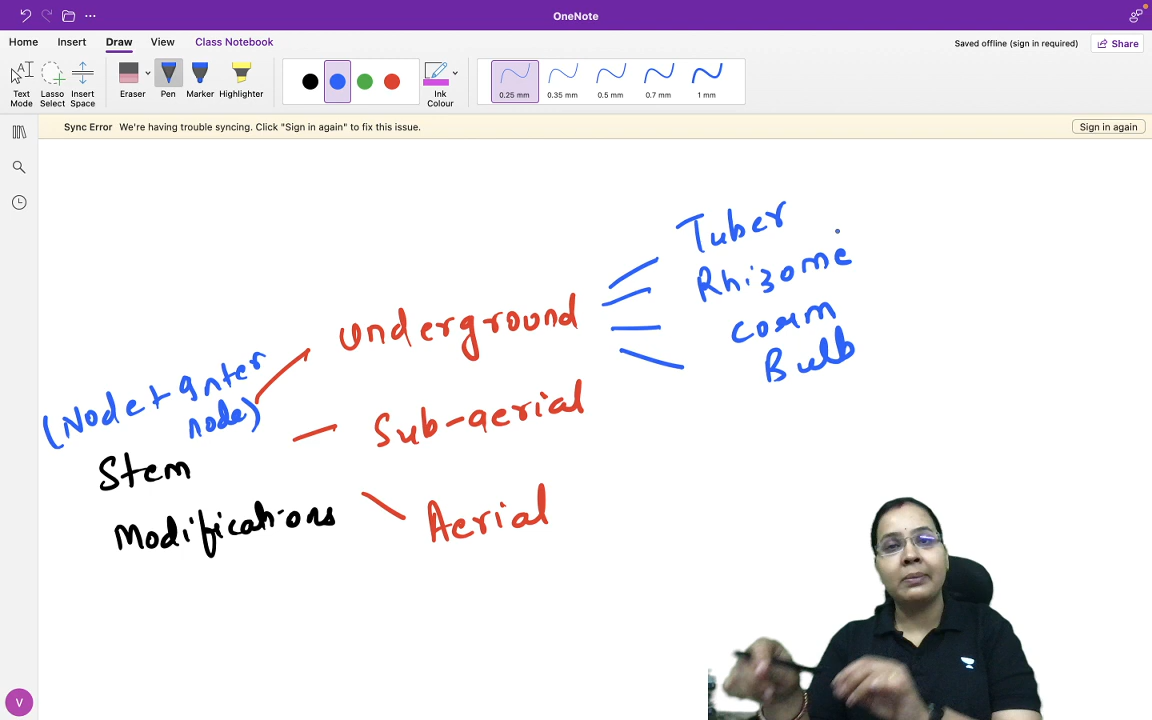 OneNote
Home Insert Draw View Class Notebook
Saved offline (sign in required) Share
Text Mode
Lasso Select
Insert Space
Eraser
Pen
Marker
Highlighter
Ink Colour
0.25 mm 0.35 mm 0.5 mm 0.7 mm 1 mm
Sync Error We're having trouble syncing. Click "Sign in again" to fix this issue. Sign in again
Tuber
Rhizome
Corm
Bulb
Underground
(Node + Inter
node)
Sub-aerial
Stem
Modifications
Aerial
V